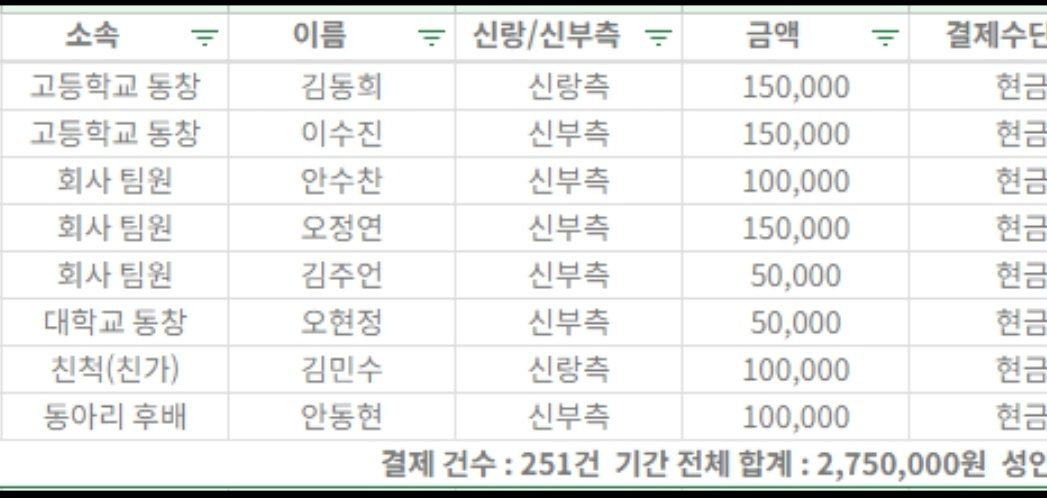 소속 이름 신랑/신부측 금액 결제수단
고등학교 동창 김동희 신랑측 150,000 현금
고등학교 동창 이수진 신부측 150,000 현금
회사 팀원 안수찬 신부측 100,000 현금
회사 팀원 오정연 신부측 150,000 현금
회사 팀원 김주언 신부측 50,000 현금
대학교 동창 오현정 신부측 50,000 현금
친척(친가) 김민수 신랑측 100,000 현금
동아리 후배 안동현 신부측 100,000 현금
결제 건수 : 251건 기간 전체 합계 : 2,750,000원